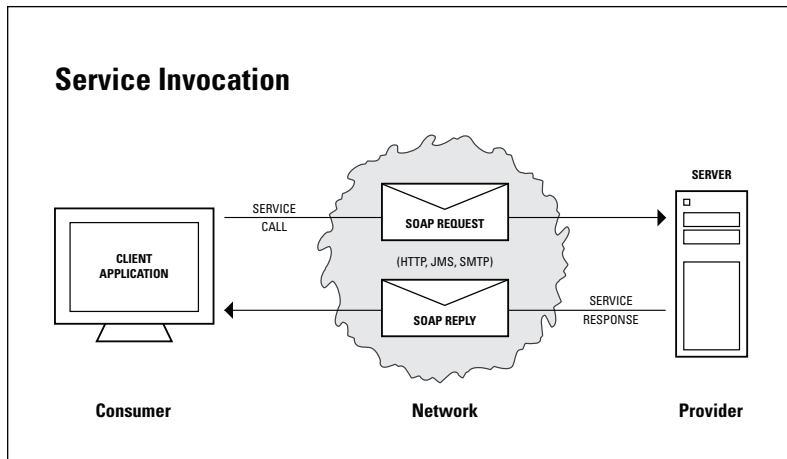 Service Invocation
SERVER
SERVICE
CALL
SOAP REQUEST
CLIENT
APPLICATION
(HTTP, JMS, SMTP)
SOAP REPLY
SERVICE
RESPONSE
Consumer
Network
Provider